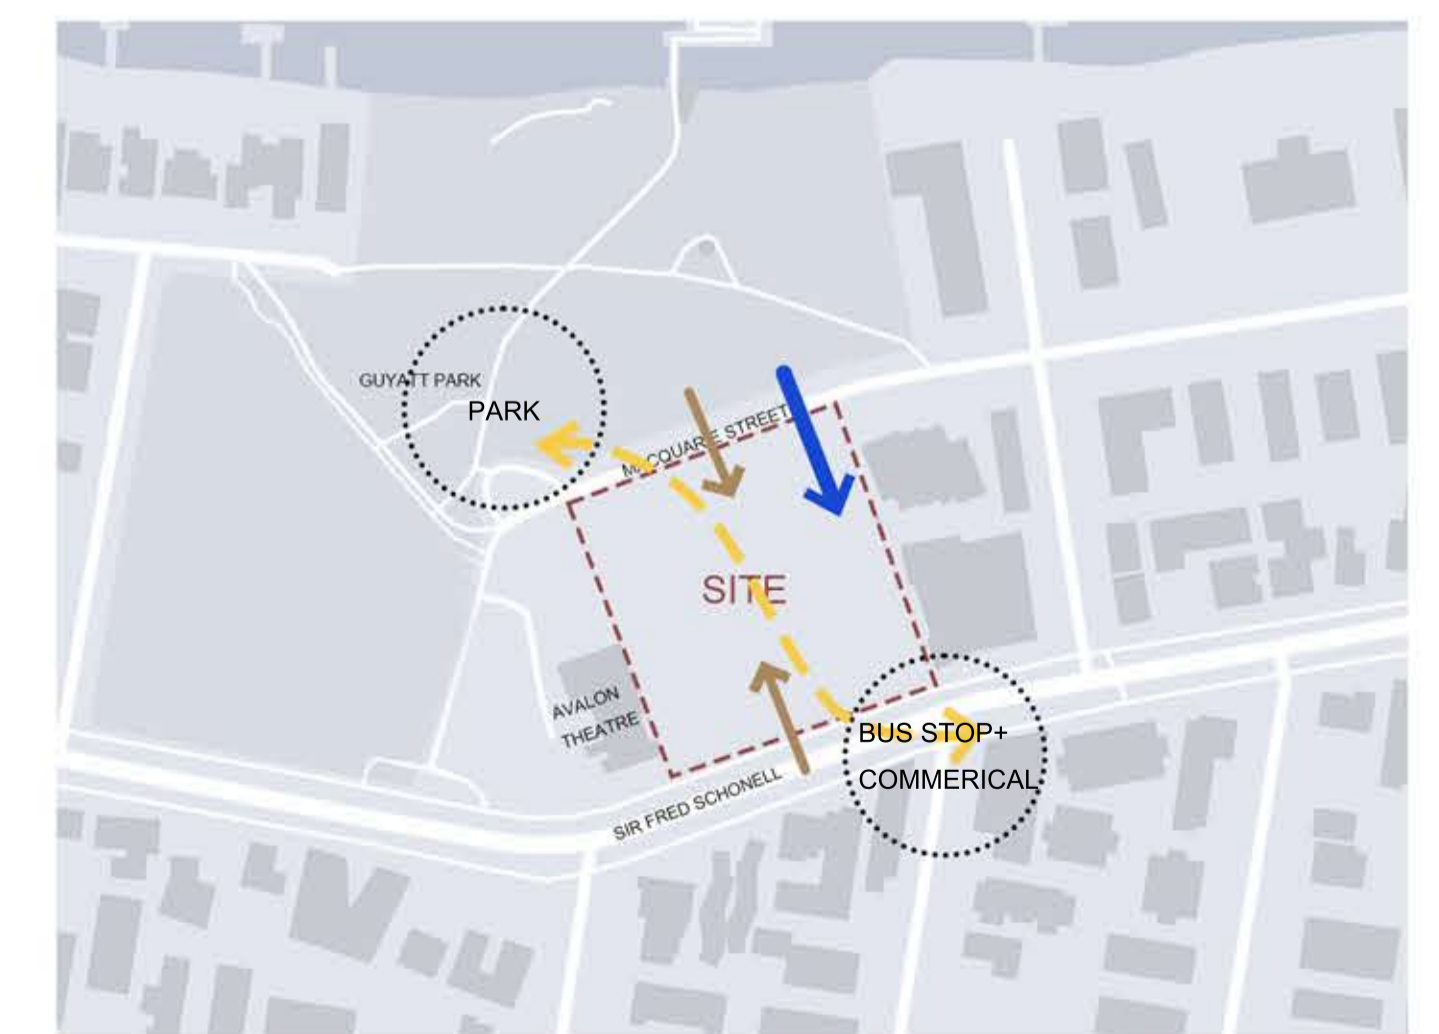 GUYATT PARK
PARK
MACQUARIE STREET
SITE
AVALON
THEATRE
BUS STOP+
COMMERICAL
SIR FRED SCHONELL